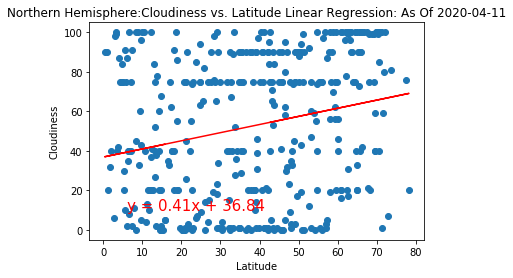 Northern Hemisphere:Cloudiness vs. Latitude Linear Regression: As Of 2020-04-11
100
80
60
40
20
0
Cloudiness
y = 0.41x + 36.84
0 10 20 30 40 50 60 70 80
Latitude